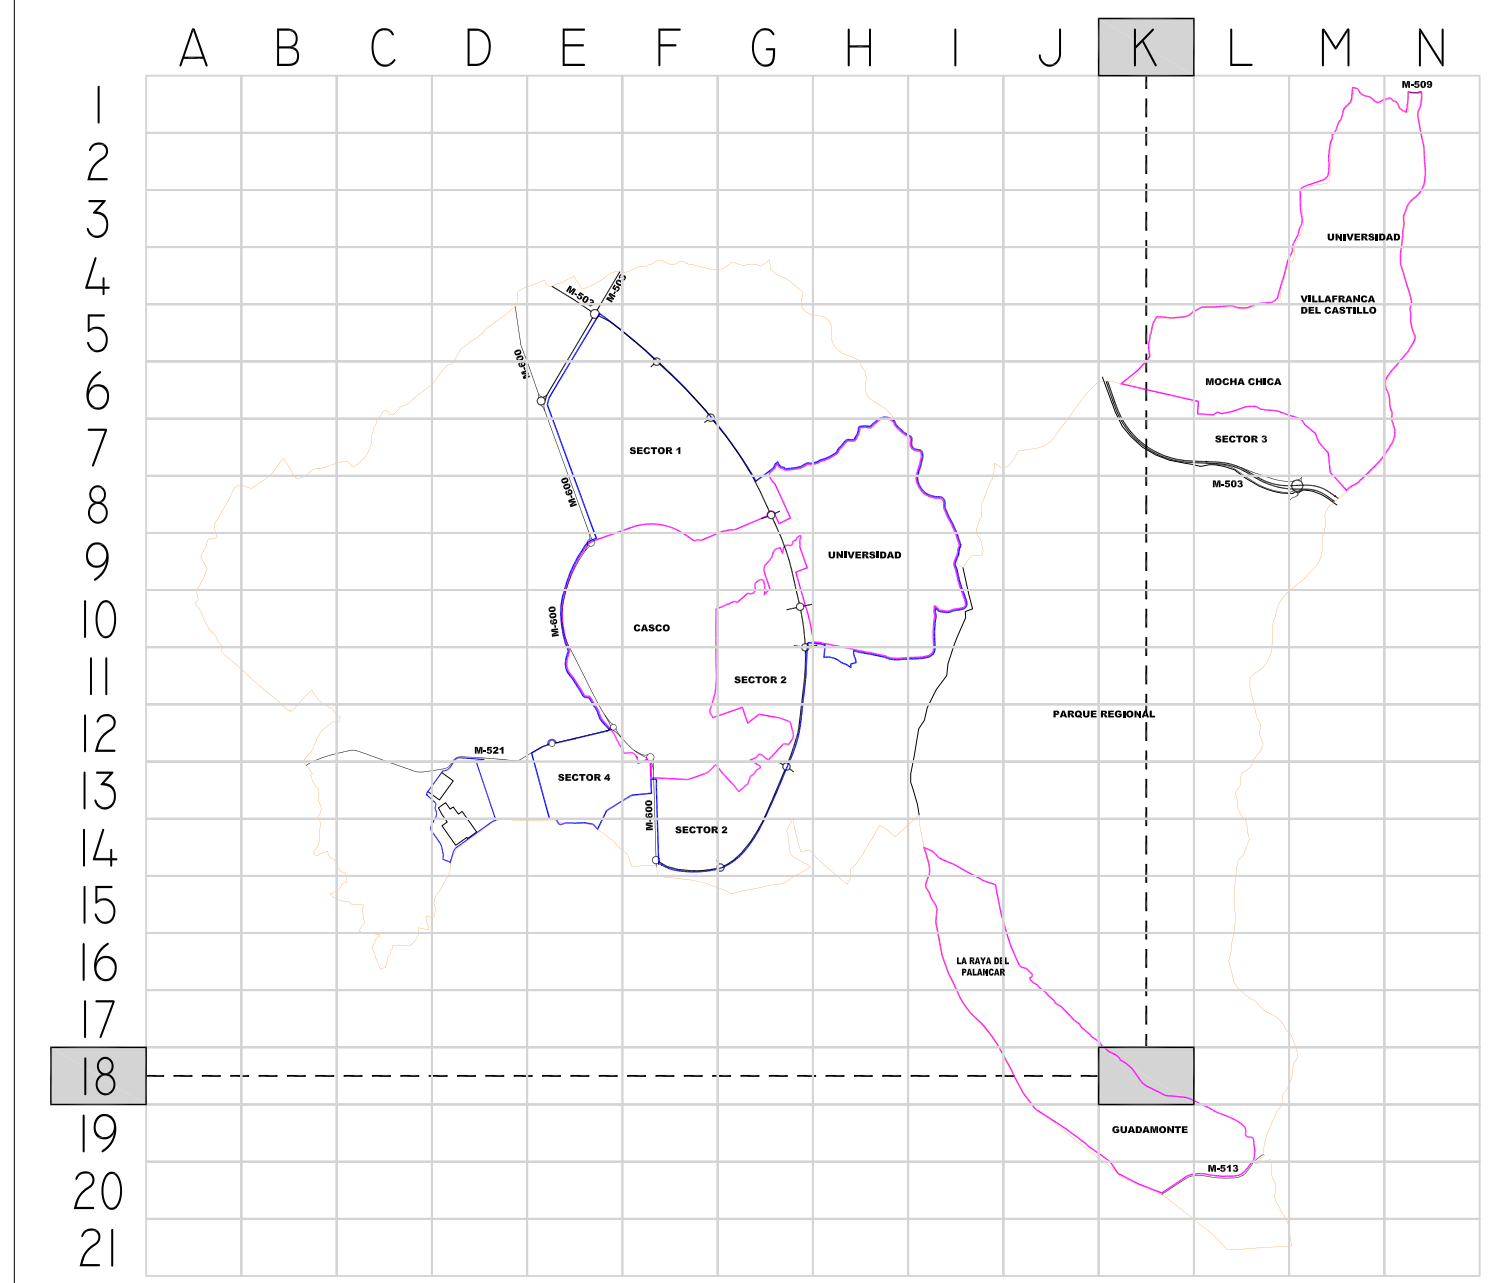 A B C D E F G H I J K L M N
1
M-509
2
3
UNIVERSIDAD
4
M-503
VILLAFRANCA
DEL CASTILLO
5
M-600
6
MOCHA CHICA
7
SECTOR 1
SECTOR 3
8
M-600
M-503
9
UNIVERSIDAD
10
M-600
CASCO
11
SECTOR 2
12
PARQUE REGIONAL
M-521
13
SECTOR 4
M-600
SECTOR 2
14
15
16
LA RAYA DEL
PALANCAR
17
18
19
GUADAMONTE
20
M-513
21